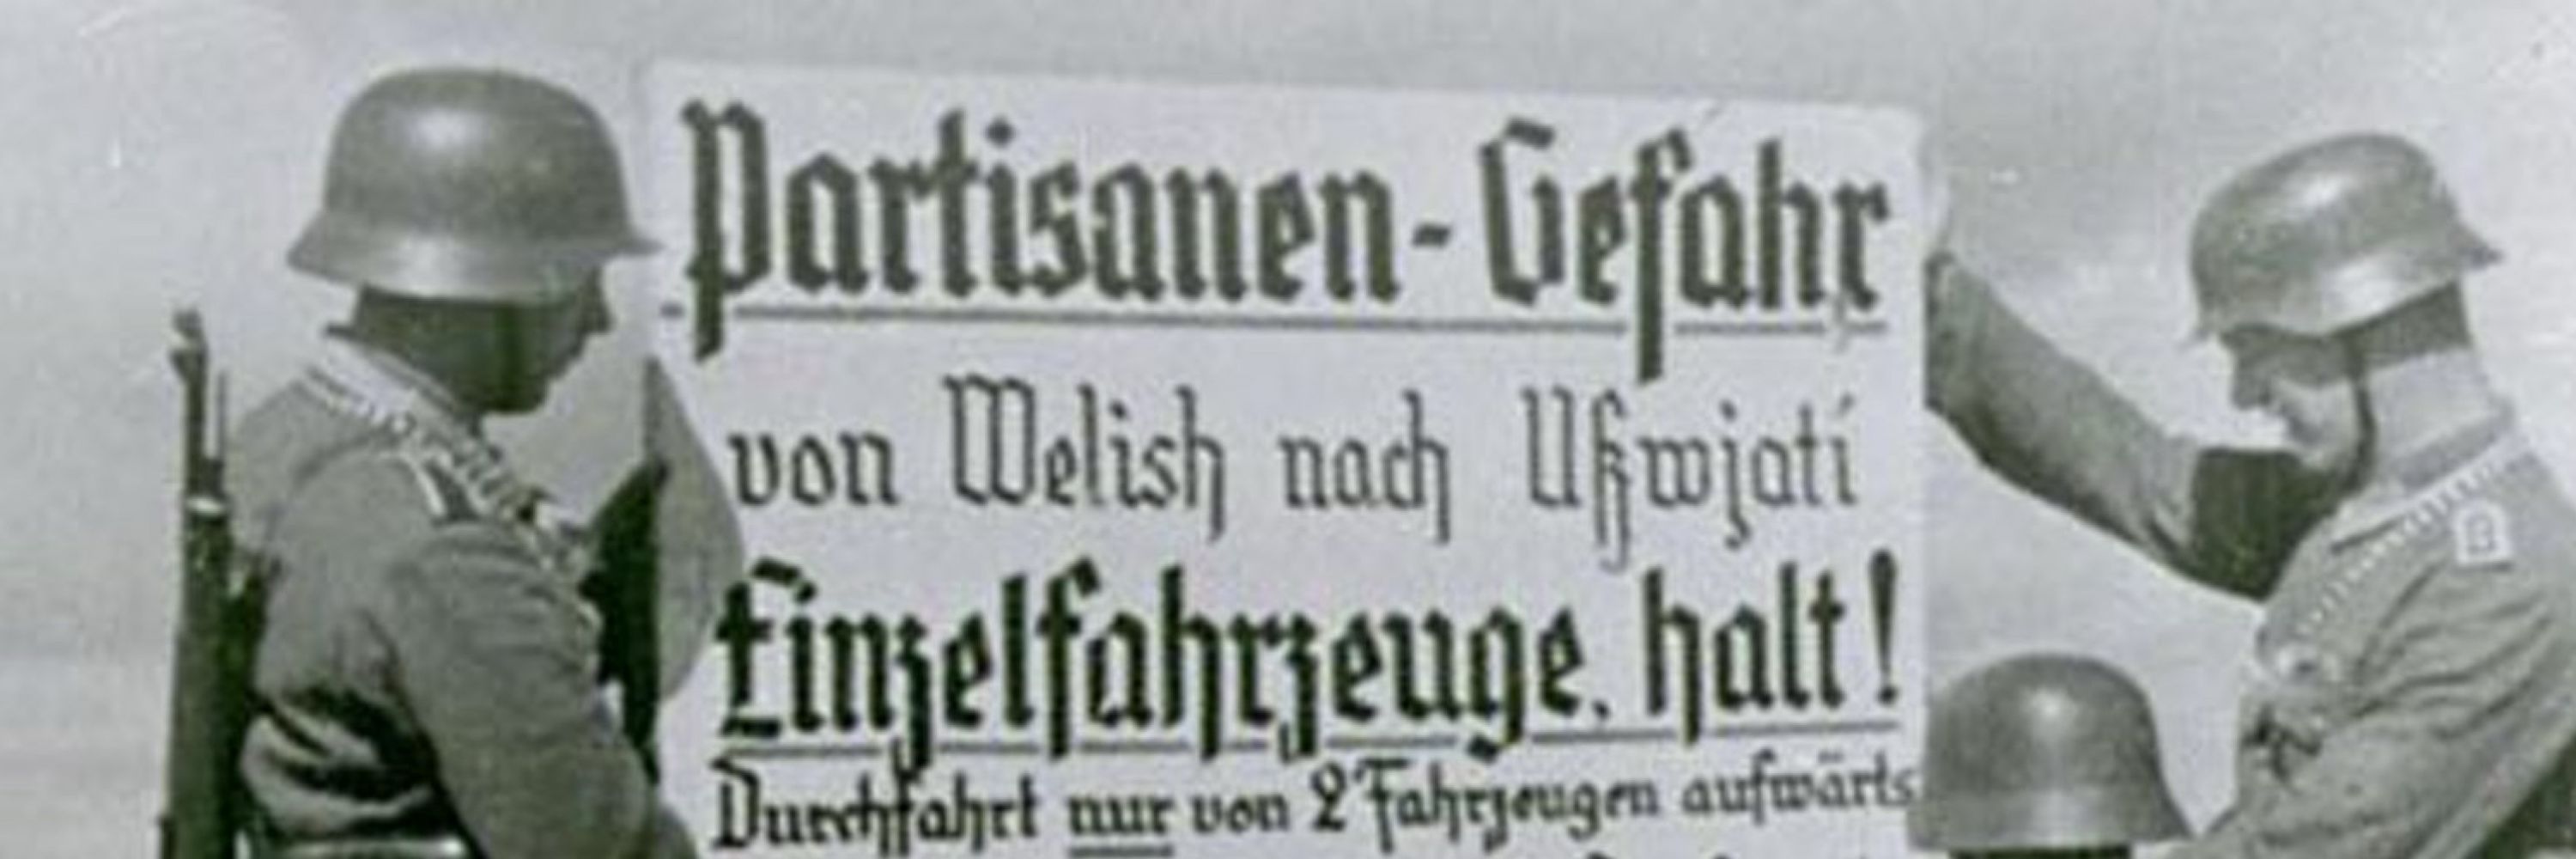 Partisanen-Gefahr
von Welish nach Ußwjati
Einzelfahrzeuge. halt!
Durchfahrt nur von 2 Fahrzeugen aufwärts